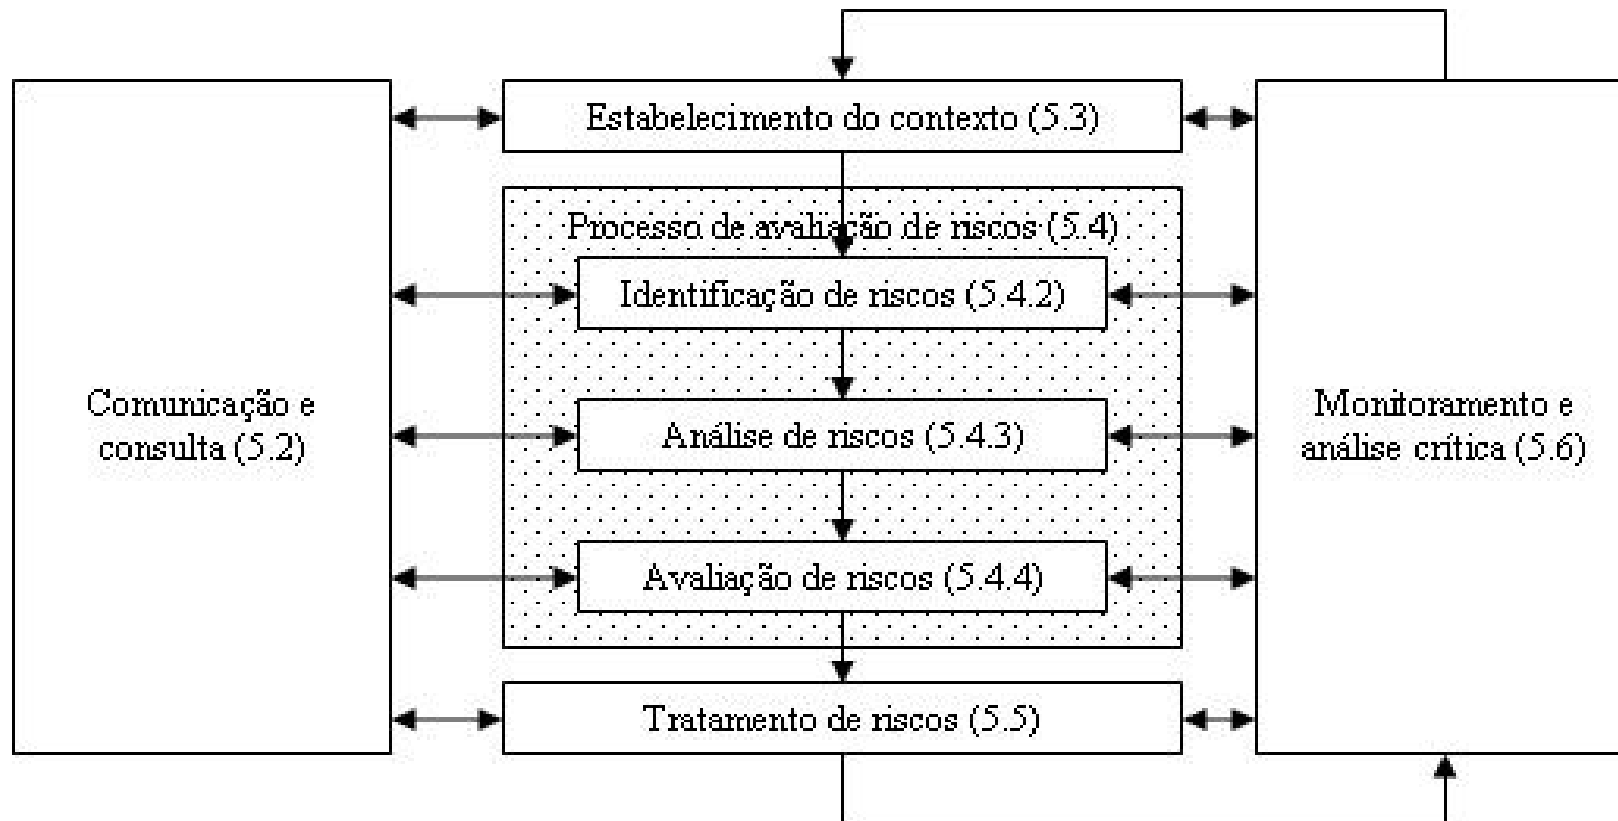 Estabelecimento do contexto (5.3)
Processo de avaliação de riscos (5.4)
Identificação de riscos (5.4.2)
Comunicação e
consulta (5.2)
Análise de riscos (5.4.3)
Monitoramento e
análise crítica (5.6)
Avaliação de riscos (5.4.4)
Tratamento de riscos (5.5)